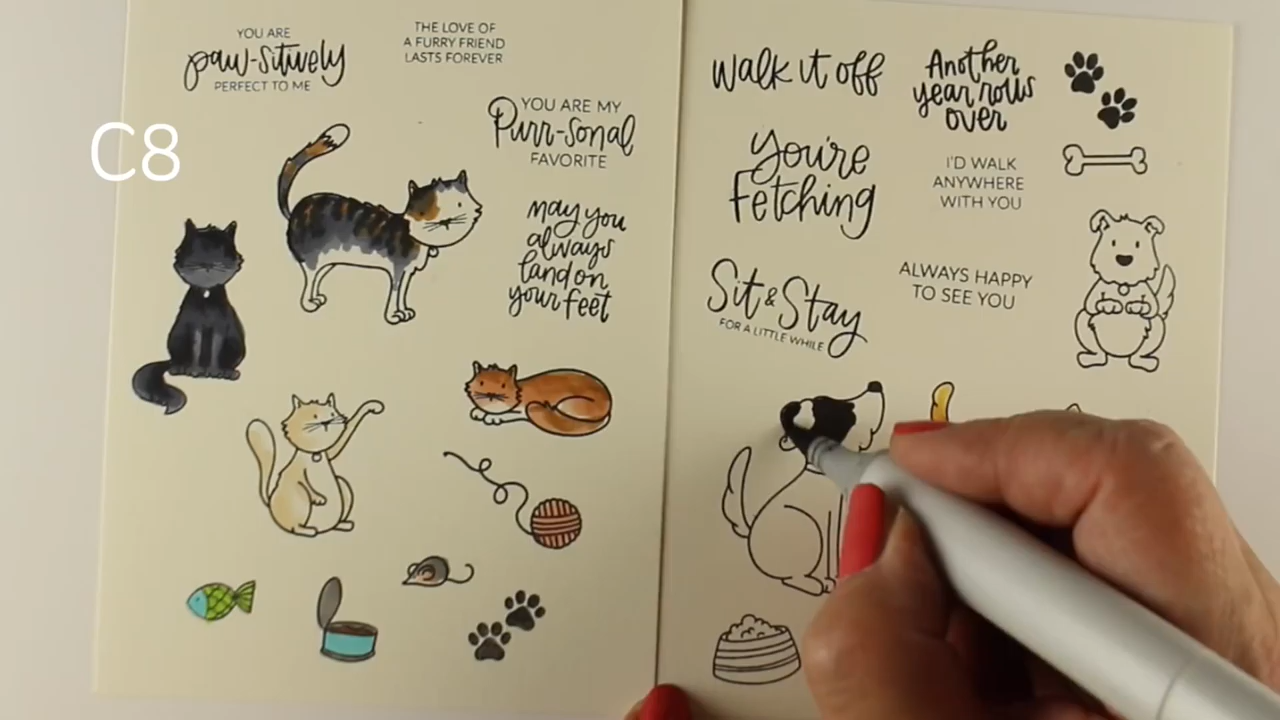 C8
YOU ARE
paw-sitively
PERFECT TO ME
THE LOVE OF
A FURRY FRIEND
LASTS FOREVER
YOU ARE MY
Purr-sonal
FAVORITE
may you
always
land on
your feet
walk it off
Another
year rolls
over
You're
Fetching
I'D WALK
ANYWHERE
WITH YOU
Sit & Stay
FOR A LITTLE WHILE
ALWAYS HAPPY
TO SEE YOU